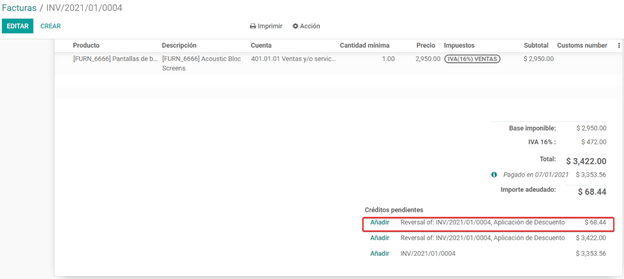 Facturas / INV/2021/01/0004
EDITAR CREAR Imprimir Acción
Producto Descripción Cuenta Cantidad mínima Precio Impuestos Subtotal Customs number
[FURN_6666] Pantallas de b... [FURN_6666] Acoustic Bloc 401.01.01 Ventas y/o servic... 1.00 2,950.00 IVA(16%) VENTAS $ 2,950.00
Screens
Base imponible: $ 2,950.00
IVA 16% : $ 472.00
Total: $ 3,422.00
Pagado en 07/01/2021 $ 3,353.56
Importe adeudado: $ 68.44
Créditos pendientes
Añadir Reversal of: INV/2021/01/0004, Aplicación de Descuento $ 68.44
Añadir Reversal of: INV/2021/01/0004, Aplicación de Descuento $ 3,422.00
Añadir INV/2021/01/0004 $ 3,353.56